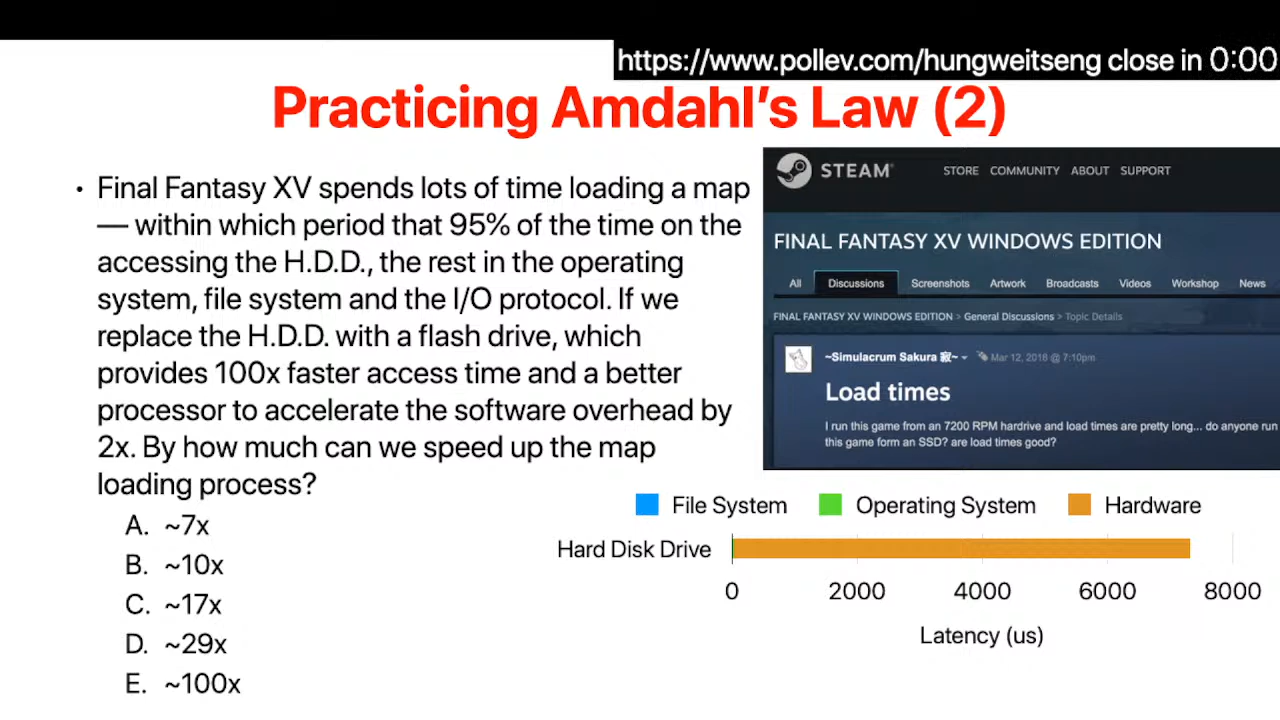 https://www.pollev.com/hungweitseng close in 0:00
Practicing Amdahl’s Law (2)
• Final Fantasy XV spends lots of time loading a map
— within which period that 95% of the time on the
accessing the H.D.D., the rest in the operating
system, file system and the I/O protocol. If we
replace the H.D.D. with a flash drive, which
provides 100x faster access time and a better
processor to accelerate the software overhead by
2x. By how much can we speed up the map
loading process?
A. ~7x
B. ~10x
C. ~17x
D. ~29x
E. ~100x
STEAM®
STORE COMMUNITY ABOUT SUPPORT
FINAL FANTASY XV WINDOWS EDITION
All Discussions Screenshots Artwork Broadcasts Videos Workshop News
FINAL FANTASY XV WINDOWS EDITION > General Discussions > Topic Details
~Simulacrum Sakura 寂~ Mar 12, 2018 @ 7:10pm
Load times
I run this game from an 7200 RPM hardrive and load times are pretty long... do anyone run
this game form an SSD? are load times good?
File System Operating System Hardware
Hard Disk Drive
0 2000 4000 6000 8000
Latency (us)